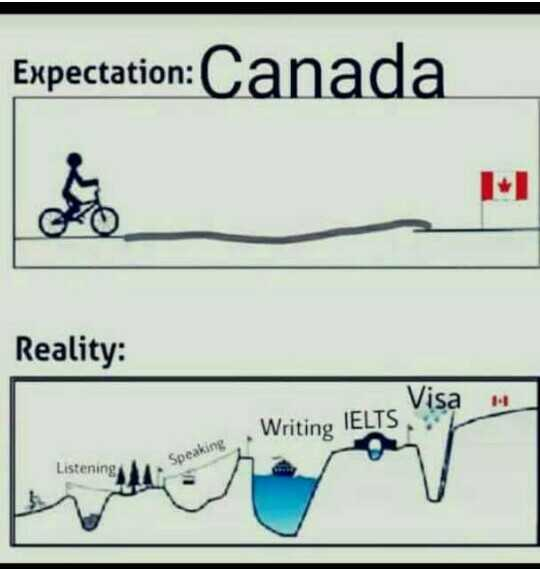 Expectation: Canada
Reality:
Listening
Speaking
Writing
IELTS
Visa